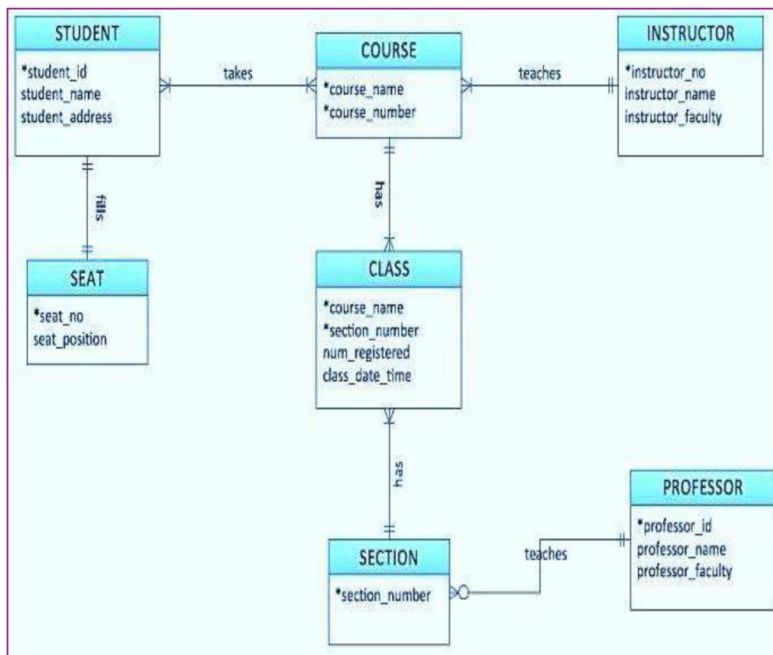 STUDENT
*student_id
student_name
student_address
takes
COURSE
*course_name
*course_number
teaches
INSTRUCTOR
*instructor_no
instructor_name
instructor_faculty
fills
has
SEAT
*seat_no
seat_position
CLASS
*course_name
*section_number
num_registered
class_date_time
has
SECTION
*section_number
teaches
PROFESSOR
*professor_id
professor_name
professor_faculty